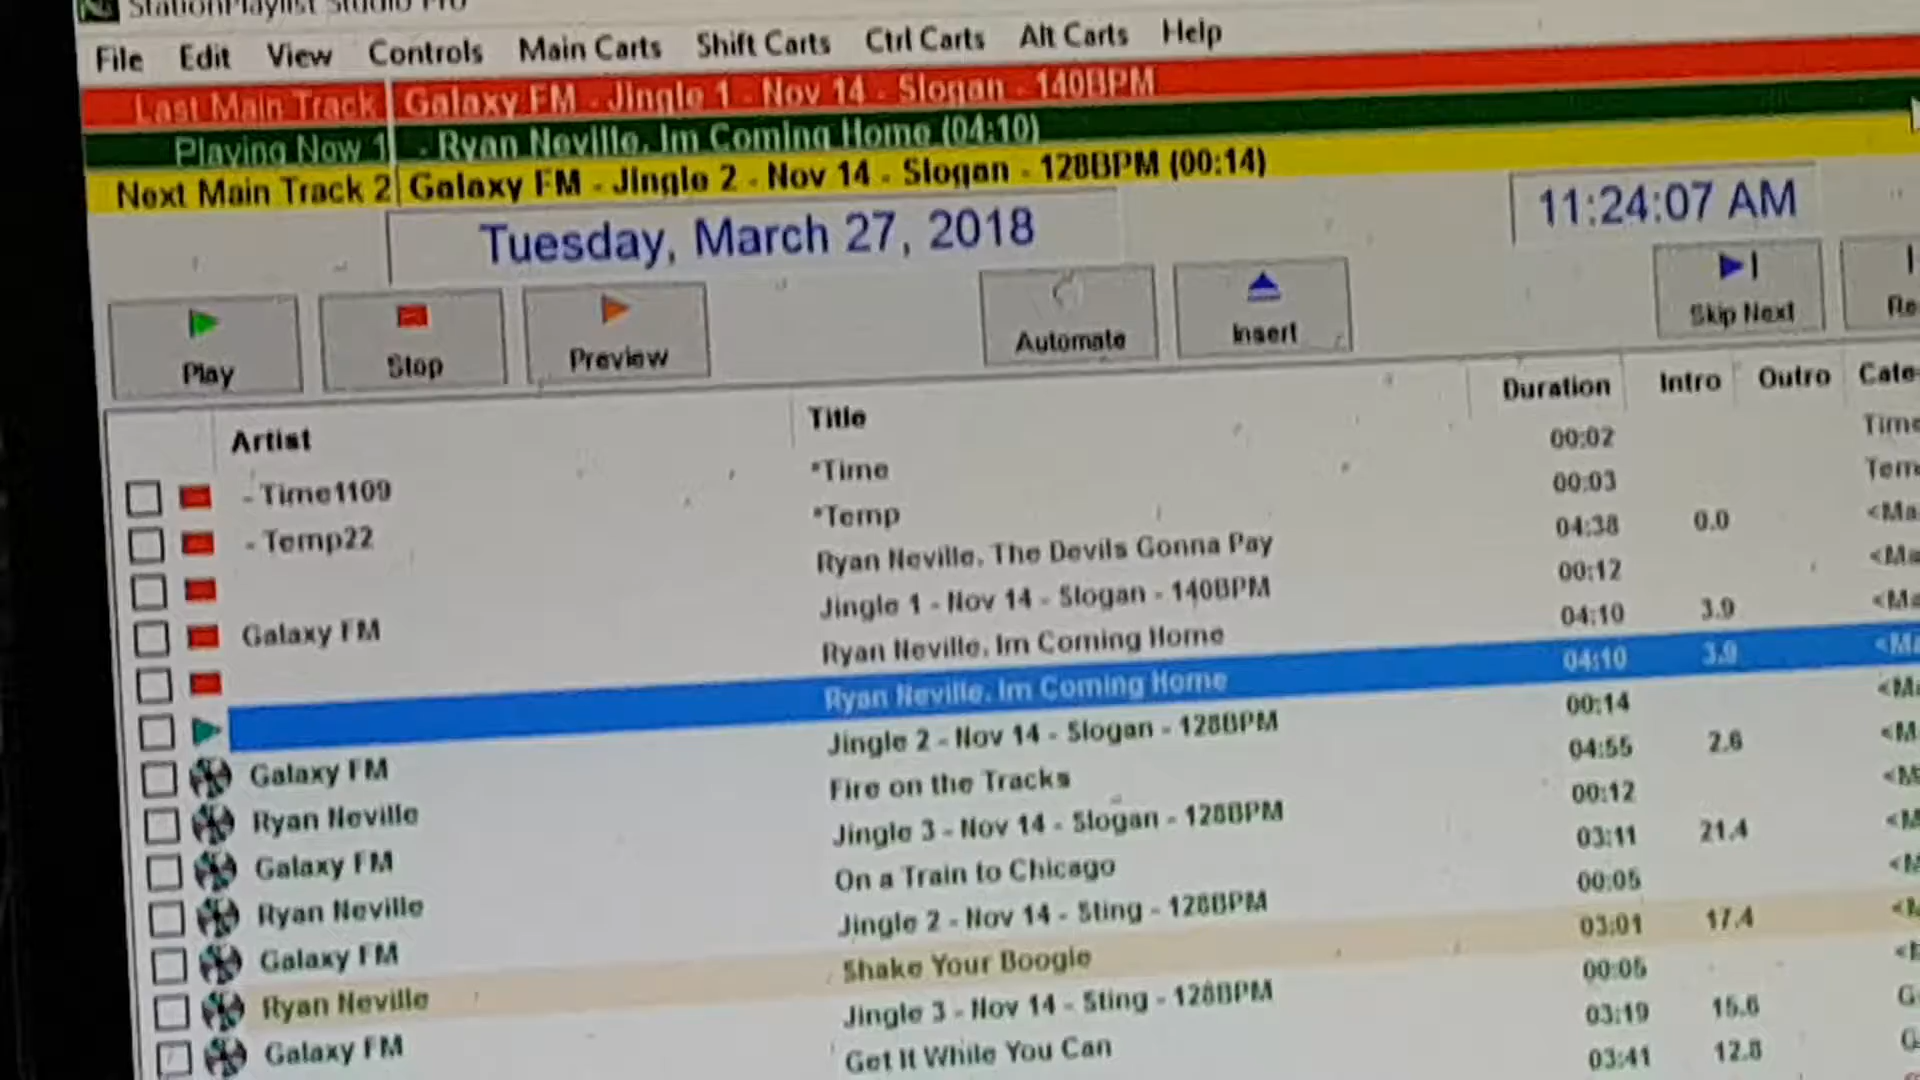 StationPlaylist Studio Pro
File Edit View Controls Main Carts Shift Carts Ctrl Carts Alt Carts Help
Last Main Track Galaxy FM - Jingle 1 - Nov 14 - Slogan - 140BPM
Playing Now 1 - Ryan Neville, Im Coming Home (04:10)
Next Main Track 2 Galaxy FM - Jingle 2 - Nov 14 - Slogan - 128BPM (00:14)
Tuesday, March 27, 2018 11:24:07 AM
Play Stop Preview Automate Insert Skip Next
Artist Title Duration Intro Outro
- Time1109 *Time 00:02
- Temp22 *Temp 00:03
Ryan Neville, The Devils Gonna Pay 04:38 0.0
Galaxy FM Jingle 1 - Nov 14 - Slogan - 140BPM 00:12
Ryan Neville, Im Coming Home 04:10 3.9
Ryan Neville, Im Coming Home 04:10 3.9
Galaxy FM Jingle 2 - Nov 14 - Slogan - 128BPM 00:14
Ryan Neville Fire on the Tracks 04:55 2.6
Galaxy FM Jingle 3 - Nov 14 - Slogan - 128BPM 00:12
Ryan Neville On a Train to Chicago 03:11 21.4
Galaxy FM Jingle 2 - Nov 14 - Sting - 128BPM 00:05
Ryan Neville Shake Your Boogie 03:01 17.4
Galaxy FM Jingle 3 - Nov 14 - Sting - 128BPM 00:05
Get It While You Can 03:19 15.6
03:41 12.8